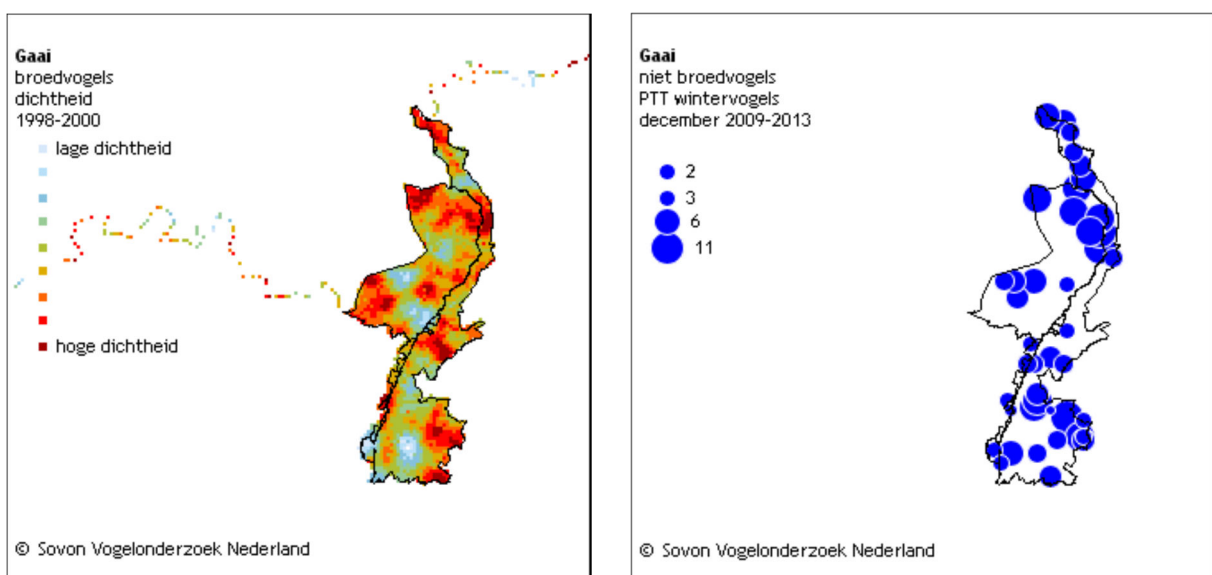 Gaai
broedvogels
dichtheid
1998-2000
lage dichtheid
hoge dichtheid
© Sovon Vogelonderzoek Nederland
Gaai
niet broedvogels
PTT wintervogels
december 2009-2013
2
3
6
11
© Sovon Vogelonderzoek Nederland